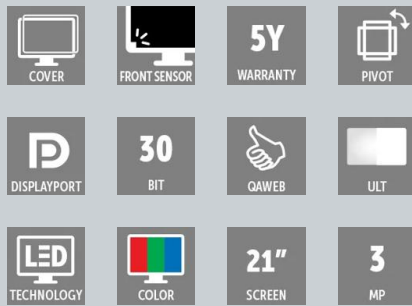 COVER
FRONT SENSOR
5Y
WARRANTY
PIVOT
DISPLAYPORT
30
BIT
QAWEB
ULT
LED
TECHNOLOGY
COLOR
21”
SCREEN
3
MP